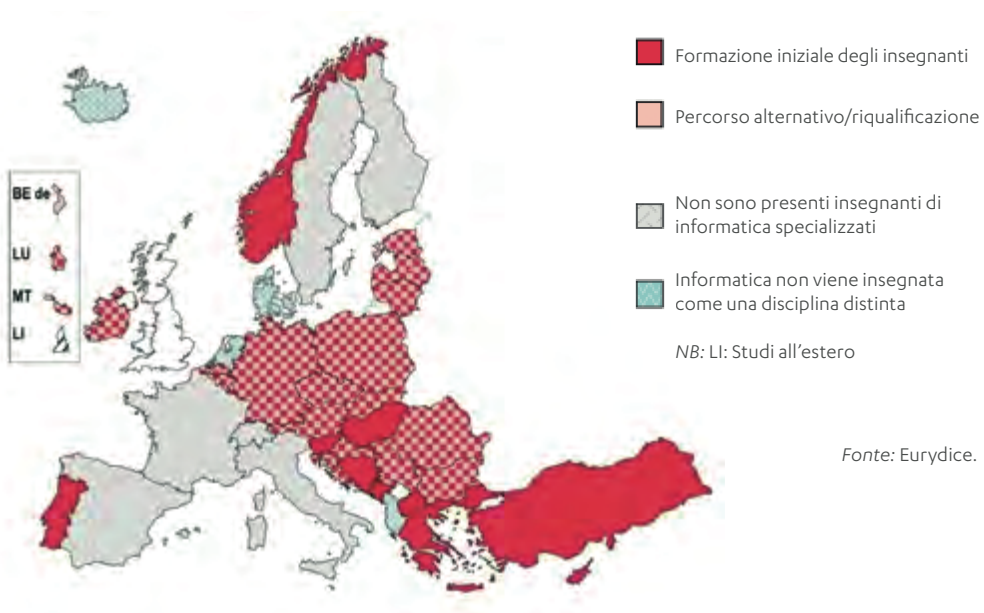 BE de
LU
MT
LI
Formazione iniziale degli insegnanti
Percorso alternativo/riqualificazione
Non sono presenti insegnanti di
informatica specializzati
Informatica non viene insegnata
come una disciplina distinta
NB: LI: Studi all’estero
Fonte: Eurydice.